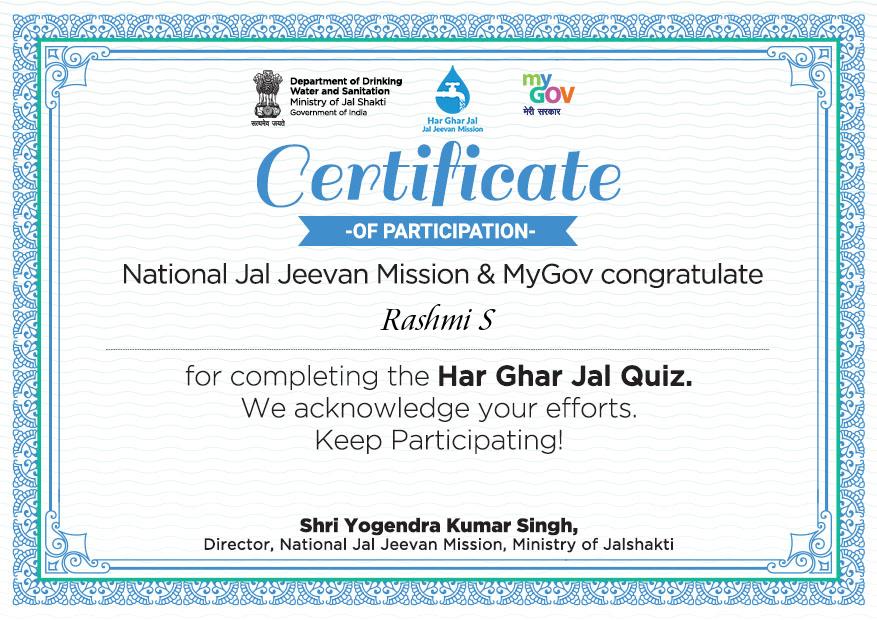 Department of Drinking
Water and Sanitation
Ministry of Jal Shakti
Government of India
सत्यमेव जयते
Har Ghar Jal
Jal Jeevan Mission
my
GOV
मेरी सरकार
Certificate
-OF PARTICIPATION-
National Jal Jeevan Mission & MyGov congratulate
Rashmi S
for completing the Har Ghar Jal Quiz.
We acknowledge your efforts.
Keep Participating!
Shri Yogendra Kumar Singh,
Director, National Jal Jeevan Mission, Ministry of Jalshakti